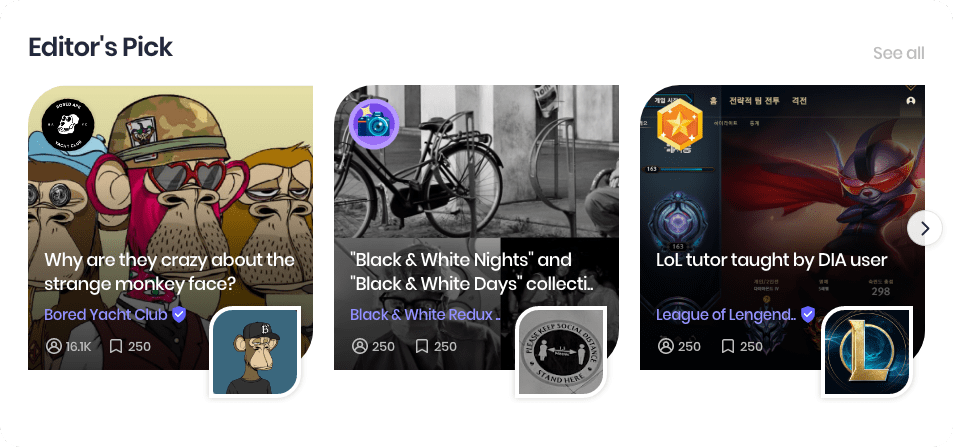 Editor's Pick
See all
BORED APE
YACHT CLUB
Why are they crazy about the
strange monkey face?
Bored Yacht Club
16.1K
250
B
"Black & White Nights" and
"Black & White Days" collecti..
Black & White Redux ..
250
250
PLEASE KEEP SOCIAL DISTANCE
STAND HERE
홈
전략적 팀 전투
격전
163
163
298
LoL tutor taught by DIA user
League of Lengend..
250
250
L